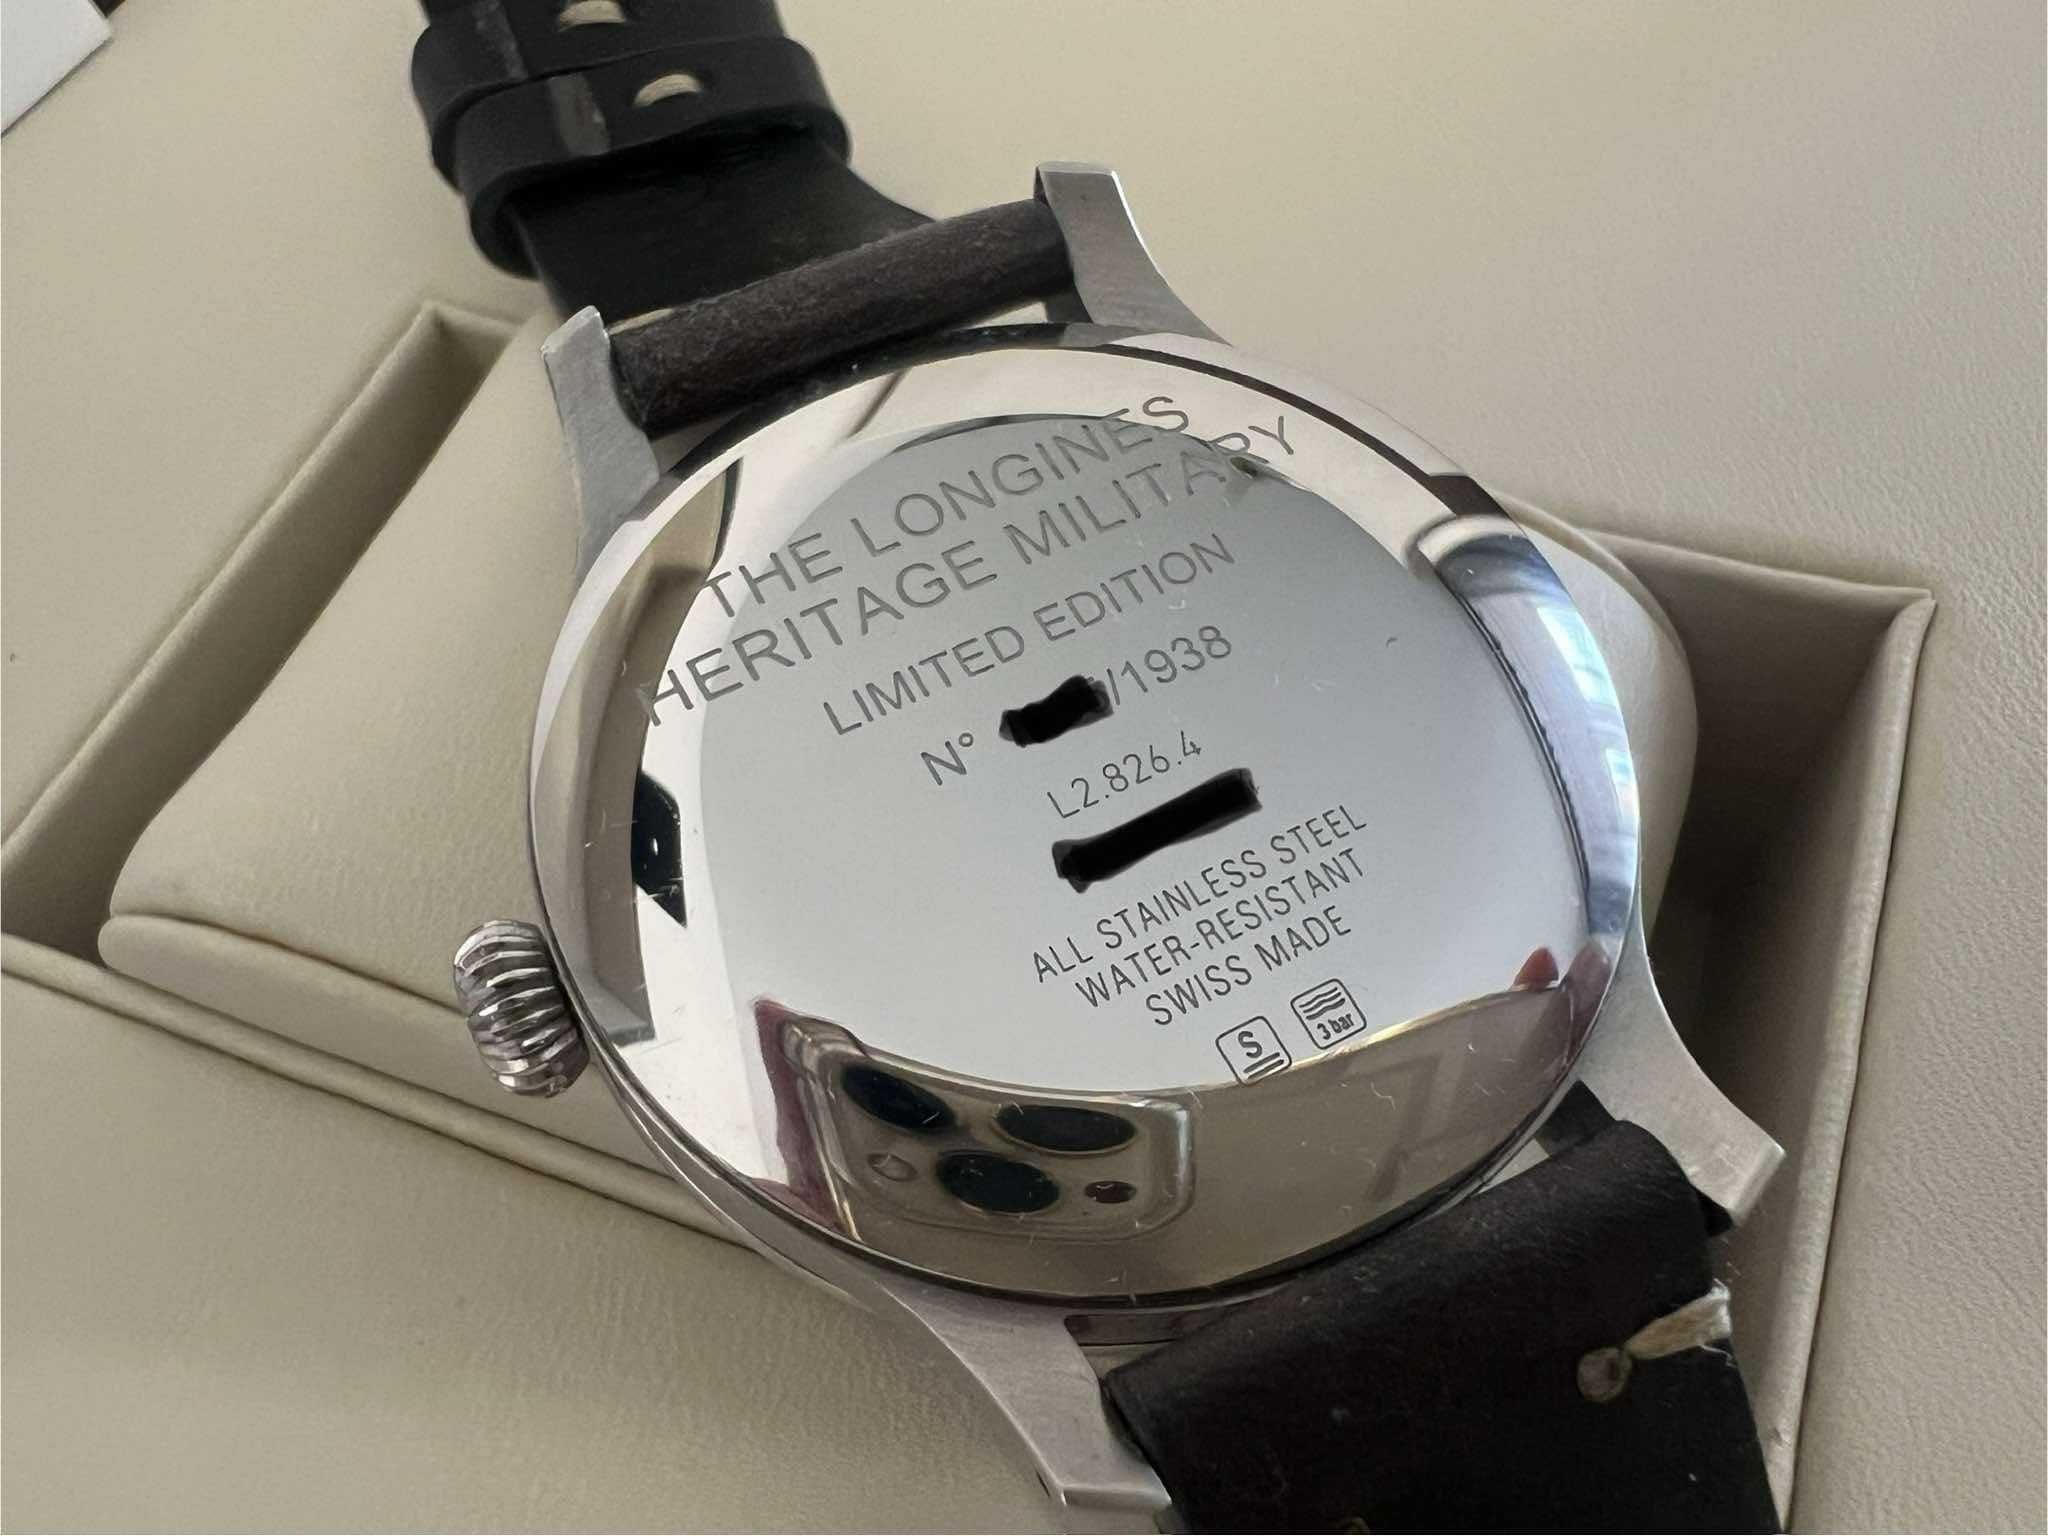 THE LONGINES
HERITAGE MILITARY
LIMITED EDITION
N° /1938
L2.826.4
ALL STAINLESS STEEL
WATER-RESISTANT
SWISS MADE
S
3 bar